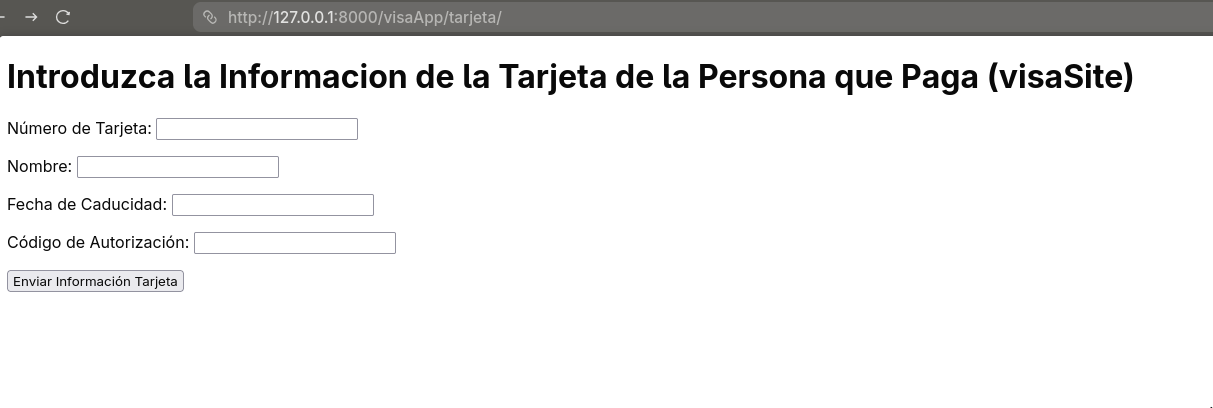 http://127.0.0.1:8000/visaApp/tarjeta/
Introduzca la Informacion de la Tarjeta de la Persona que Paga (visaSite)
Número de Tarjeta:
Nombre:
Fecha de Caducidad:
Código de Autorización:
Enviar Información Tarjeta